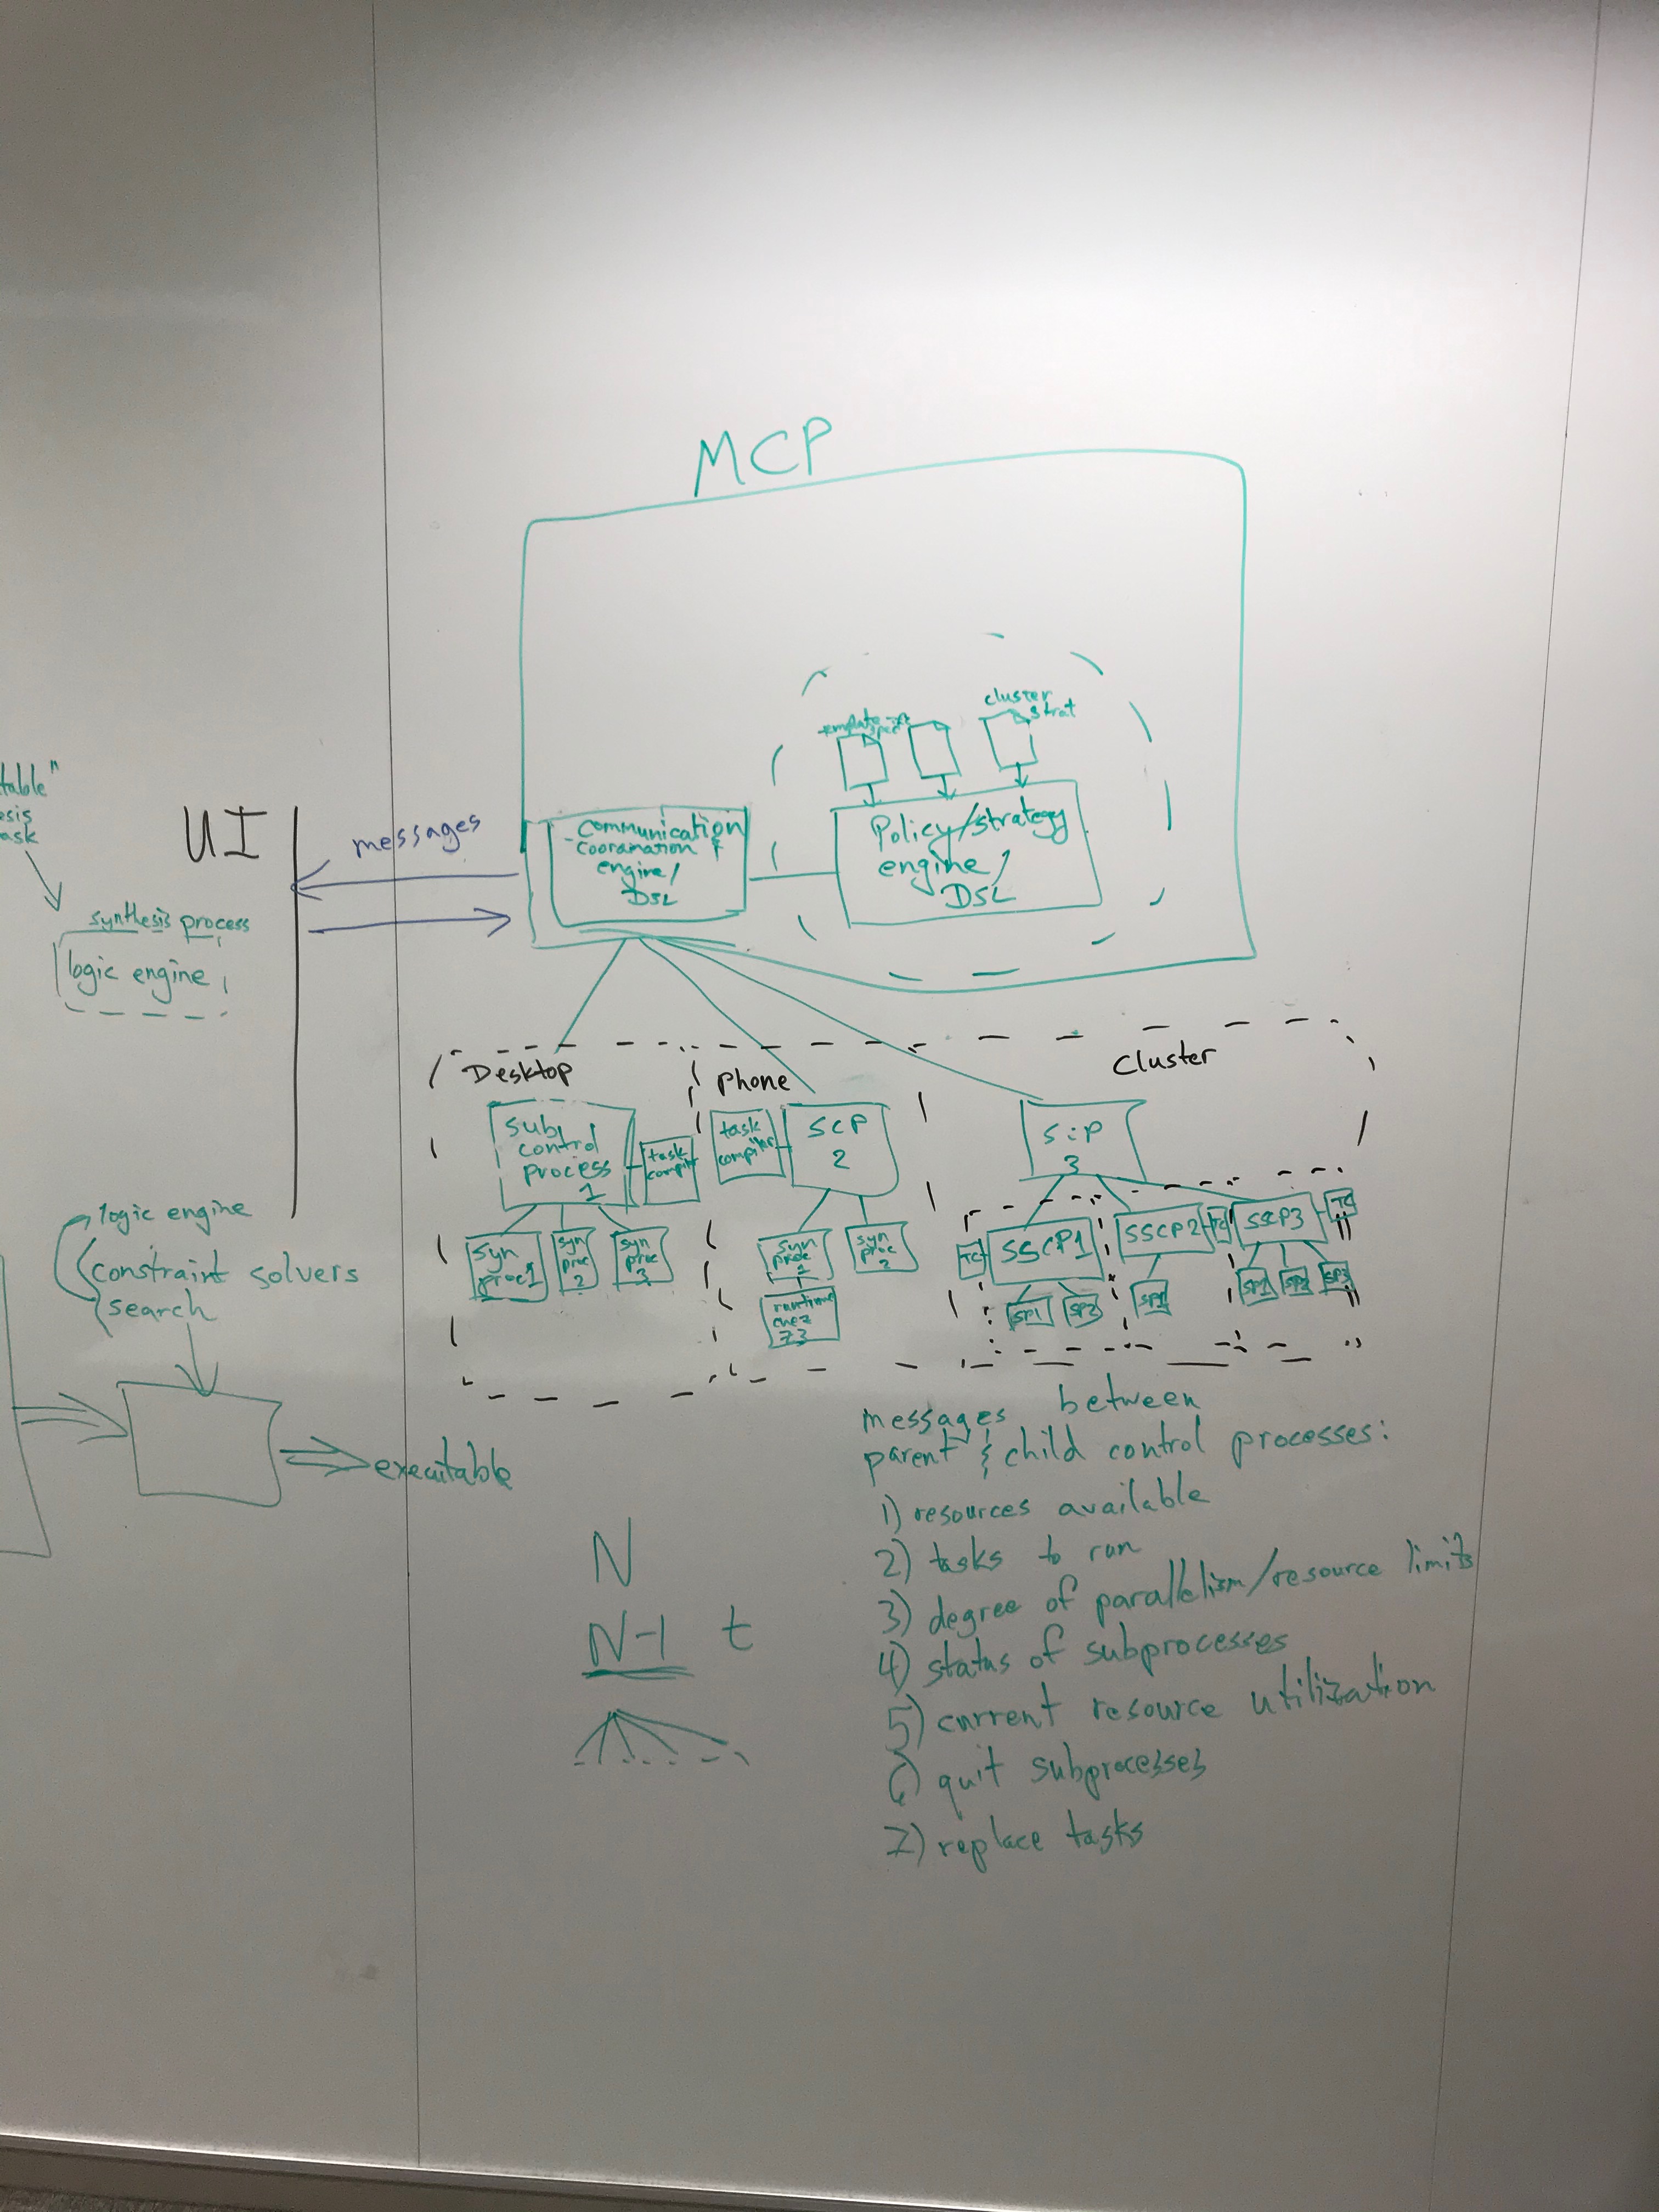 MCP
cluster
strat
Policy/strategy
engine/
DSL
communication
coordination &
engine/
DSL
messages
UI
table"
esis
ask
synthesis process
logic engine
Desktop
phone
cluster
sub
control
process
1
task
compiler
task
compiler
SCP
2
SCP
3
syn
proc1
syn
proc
2
syn
proc
3
syn
proc
1
syn
proc
2
runtime
chez
z3
TC
SSCP1
SSCP2
TC
SSCP3
TC
SP1
SP2
SP1
SP1
SP2
SP3
logic engine
constraint solvers
search
executable
messages between
parent & child control processes:
1) resources available
2) tasks to run
3) degree of parallelism/resource limits
4) status of subprocesses
5) current resource utilization
6) quit subprocesses
7) replace tasks
N
N-1 t